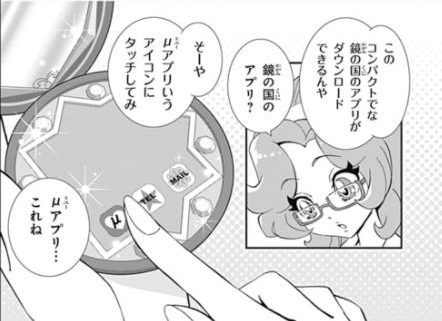 この
コンパクトでな
鏡の国のアプリが
ダウンロード
できるんや
鏡の国の
アプリ?
そーや
μアプリいう
アイコンに
タッチしてみ
MAIL
TEL
μ
μアプリ…
これね